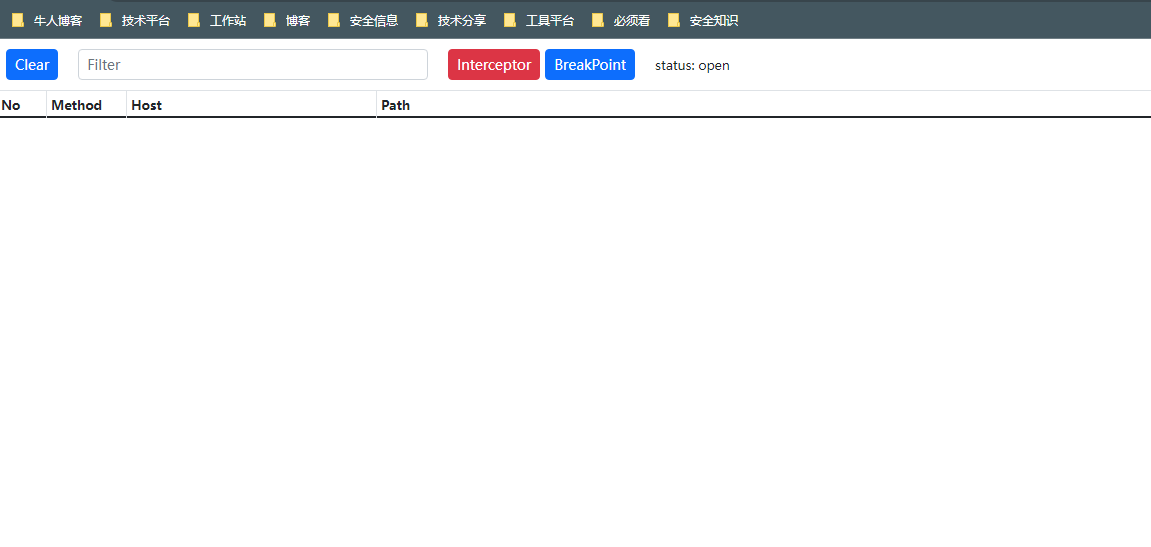 牛人博客 技术平台 工作站 博客 安全信息 技术分享 工具平台 必须看 安全知识
Clear Filter Interceptor BreakPoint status: open
No Method Host Path